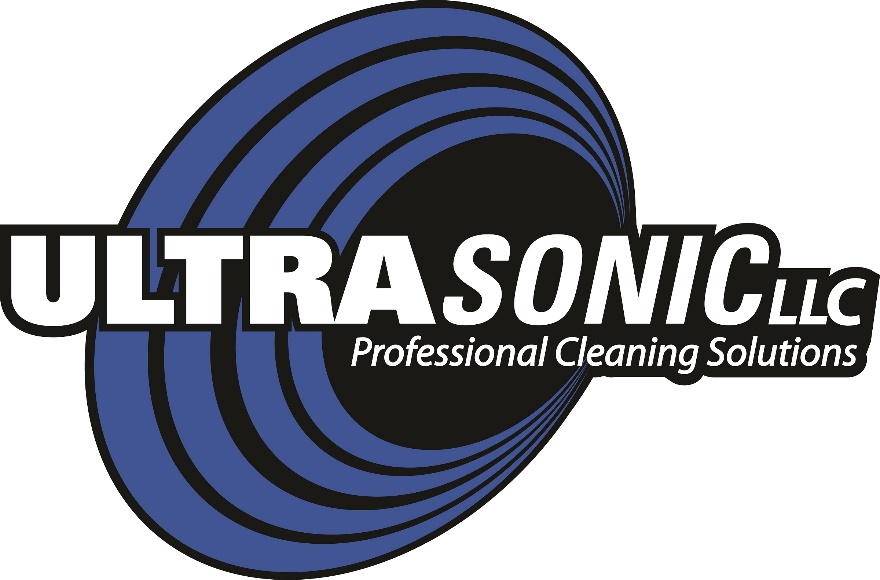 ULTRASONIC LLC
Professional Cleaning Solutions